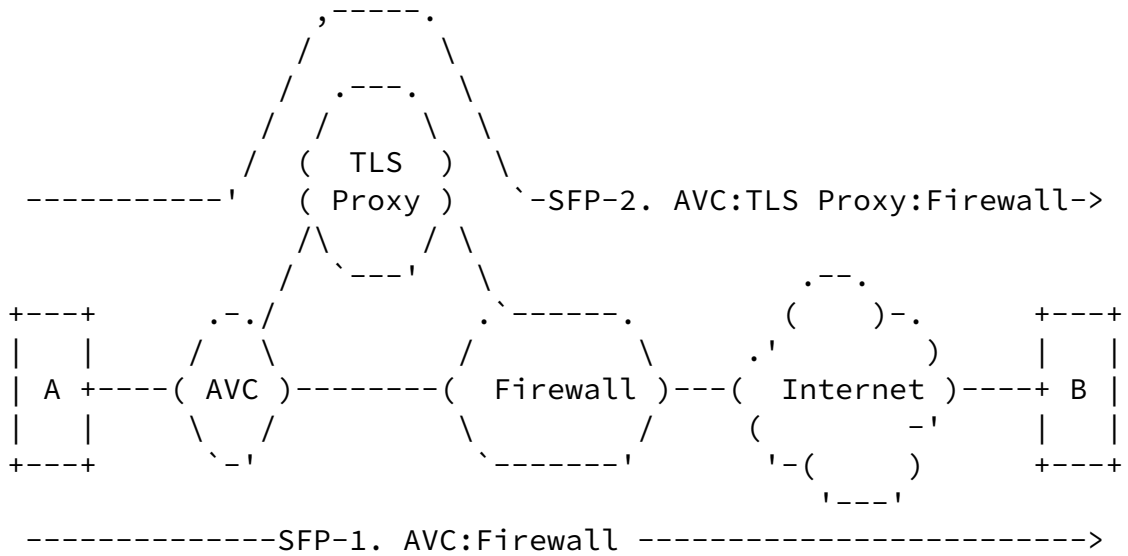 TLS
Proxy
SFP-2. AVC:TLS Proxy:Firewall
A AVC Firewall Internet B
SFP-1. AVC:Firewall